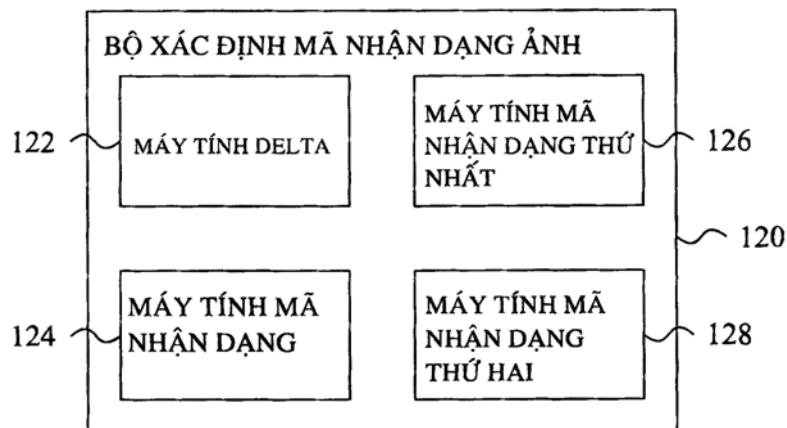 BỘ XÁC ĐỊNH MÃ NHẬN DẠNG ẢNH
122
MÁY TÍNH DELTA
MÁY TÍNH MÃ
NHẬN DẠNG THỨ
NHẤT
126
120
124
MÁY TÍNH MÃ
NHẬN DẠNG
MÁY TÍNH MÃ
NHẬN DẠNG
THỨ HAI
128